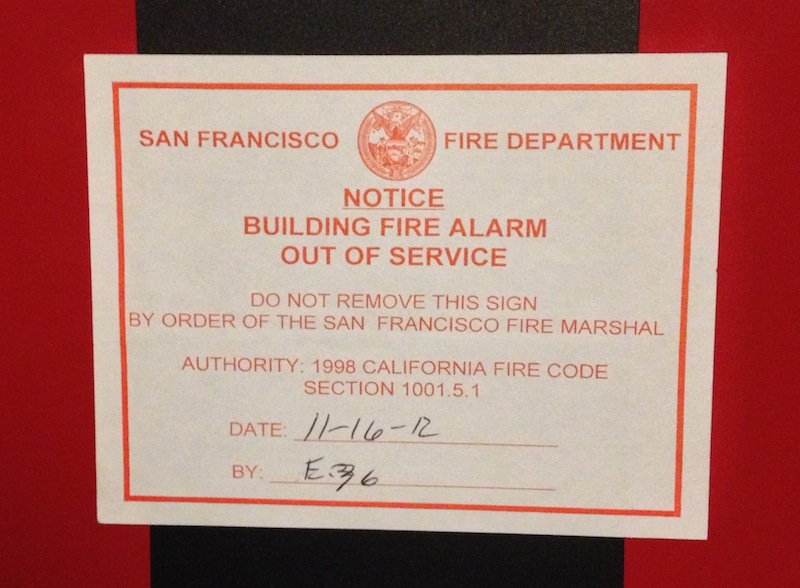 SAN FRANCISCO FIRE DEPARTMENT
NOTICE
BUILDING FIRE ALARM
OUT OF SERVICE
DO NOT REMOVE THIS SIGN
BY ORDER OF THE SAN FRANCISCO FIRE MARSHAL
AUTHORITY: 1998 CALIFORNIA FIRE CODE
SECTION 1001.5.1
DATE: 11-16-12
BY: E36